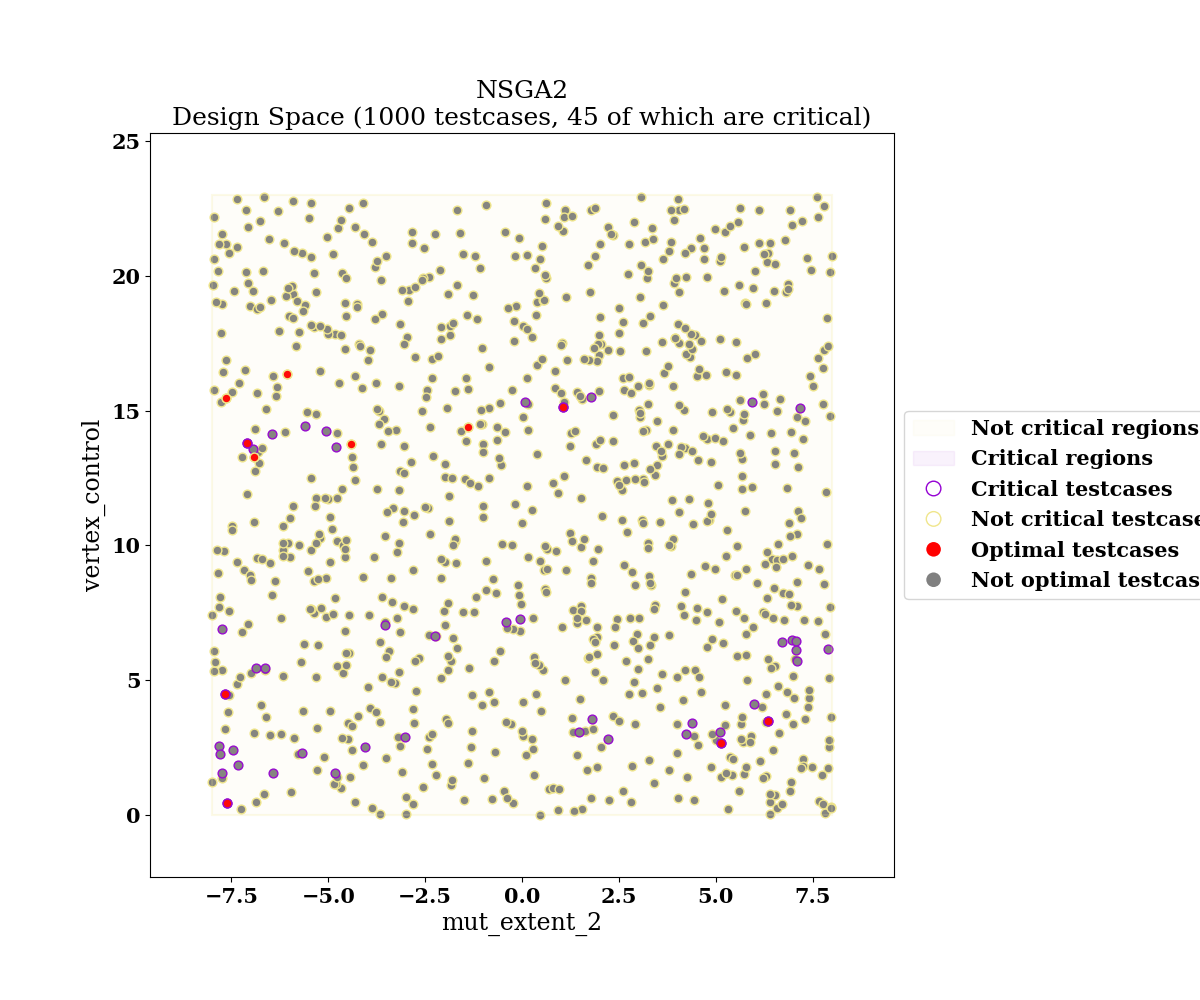 NSGA2
Design Space (1000 testcases, 45 of which are critical)
25
20
15
10
5
0
vertex_control
−7.5 −5.0 −2.5 0.0 2.5 5.0 7.5
mut_extent_2
Not critical regions
Critical regions
Critical testcases
Not critical testcase
Optimal testcases
Not optimal testcas